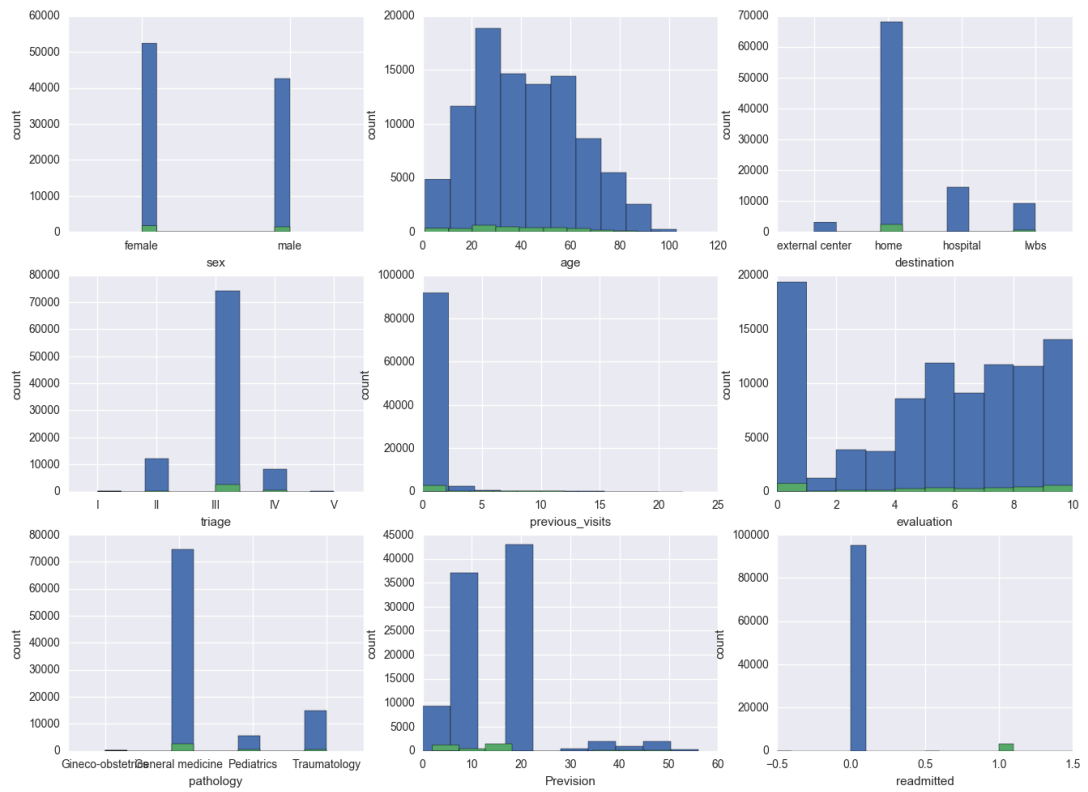 60000
50000
40000
30000
20000
10000
0
count
female
male
sex
20000
15000
10000
5000
0
count
0
20
40
60
80
100
120
age
70000
60000
50000
40000
30000
20000
10000
0
count
external center
home
hospital
lwbs
destination
80000
70000
60000
50000
40000
30000
20000
10000
0
count
I
II
III
IV
V
triage
100000
80000
60000
40000
20000
0
count
0
5
10
15
20
25
previous_visits
20000
15000
10000
5000
0
count
0
2
4
6
8
10
evaluation
80000
70000
60000
50000
40000
30000
20000
10000
0
count
Gineco-obstetrics
General medicine
Pediatrics
Traumatology
pathology
45000
40000
35000
30000
25000
20000
15000
10000
5000
0
count
0
10
20
30
40
50
60
Prevision
100000
80000
60000
40000
20000
0
count
−0.5
0.0
0.5
1.0
1.5
readmitted